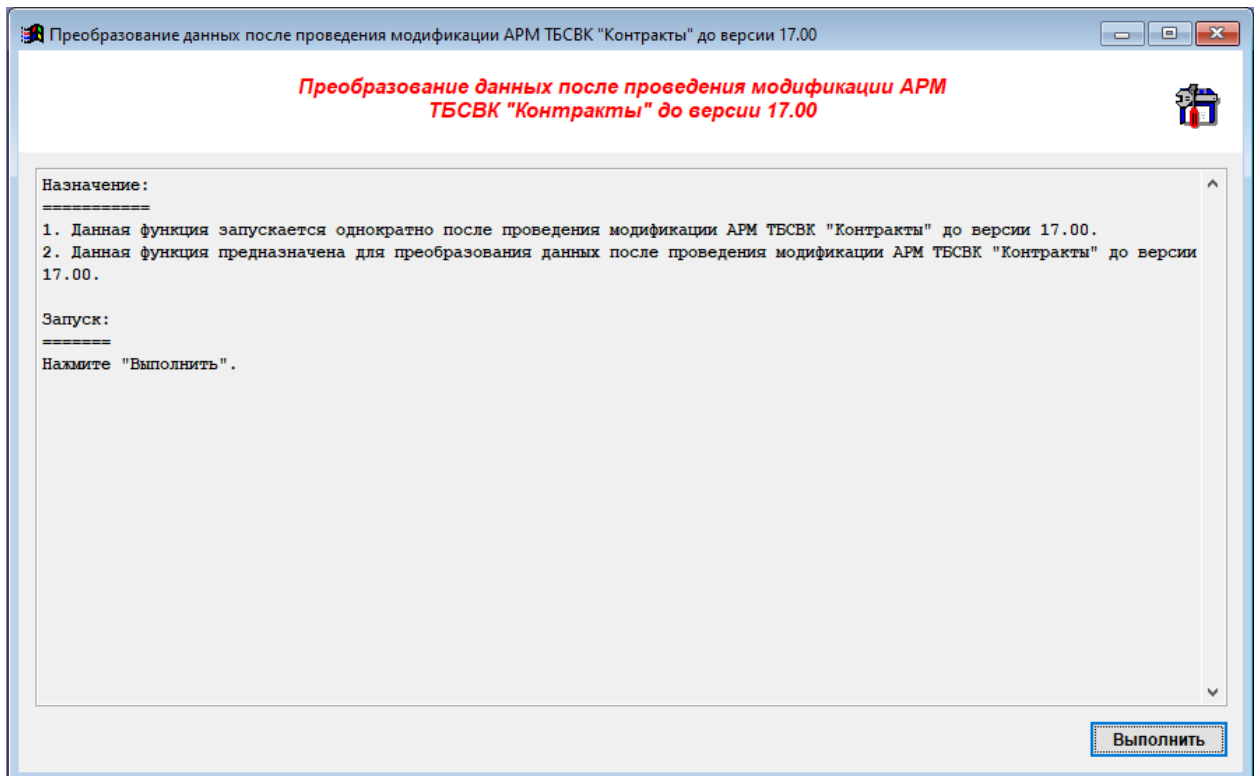 Преобразование данных после проведения модификации АРМ ТБСВК "Контракты" до версии 17.00
Преобразование данных после проведения модификации АРМ
ТБСВК "Контракты" до версии 17.00
Назначение:
===========
1. Данная функция запускается однократно после проведения модификации АРМ ТБСВК "Контракты" до версии 17.00.
2. Данная функция предназначена для преобразования данных после проведения модификации АРМ ТБСВК "Контракты" до версии
17.00.
Запуск:
=======
Нажмите "Выполнить".
Выполнить